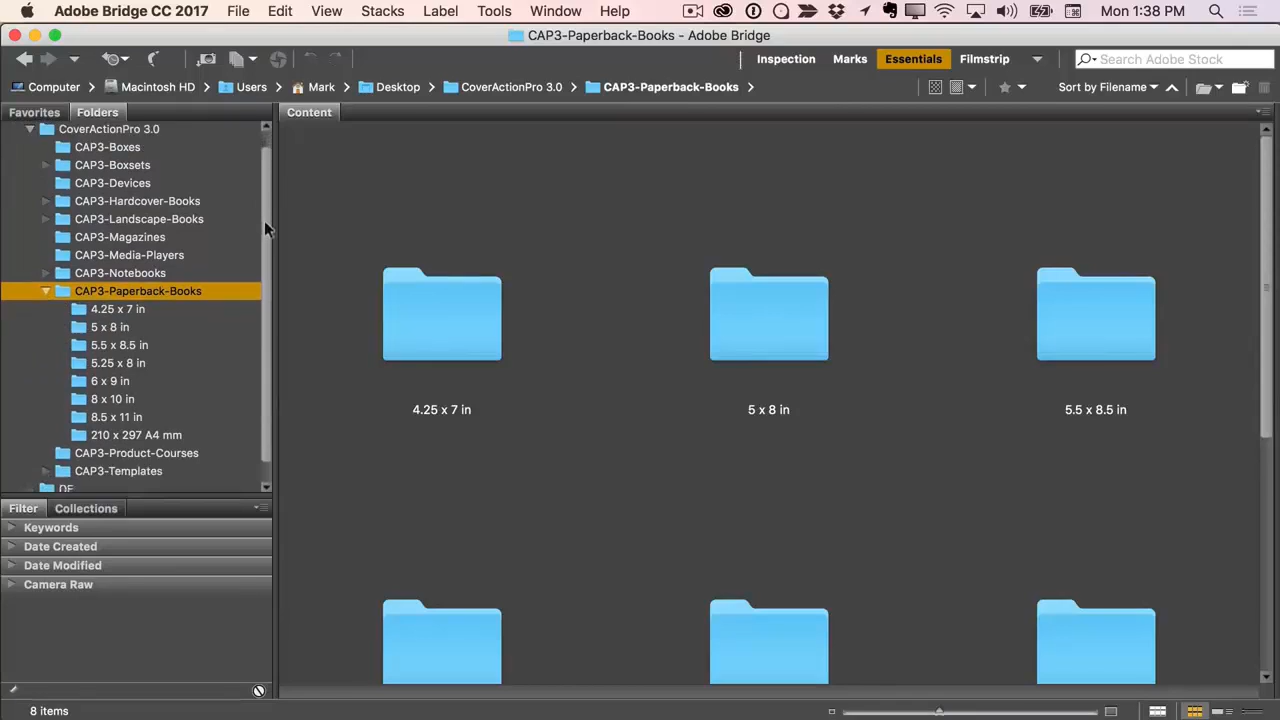 Adobe Bridge CC 2017 File Edit View Stacks Label Tools Window Help Mon 1:38 PM
CAP3-Paperback-Books - Adobe Bridge
Inspection Marks Essentials Filmstrip Search Adobe Stock
Computer Macintosh HD Users Mark Desktop CoverActionPro 3.0 CAP3-Paperback-Books Sort by Filename
Favorites Folders Content
CoverActionPro 3.0
CAP3-Boxes
CAP3-Boxsets
CAP3-Devices
CAP3-Hardcover-Books
CAP3-Landscape-Books
CAP3-Magazines
CAP3-Media-Players
CAP3-Notebooks
CAP3-Paperback-Books
4.25 x 7 in
5 x 8 in
5.5 x 8.5 in
5.25 x 8 in
6 x 9 in
8 x 10 in
8.5 x 11 in
210 x 297 A4 mm
CAP3-Product-Courses
CAP3-Templates
4.25 x 7 in 5 x 8 in 5.5 x 8.5 in
Filter Collections
Keywords
Date Created
Date Modified
Camera Raw
8 items